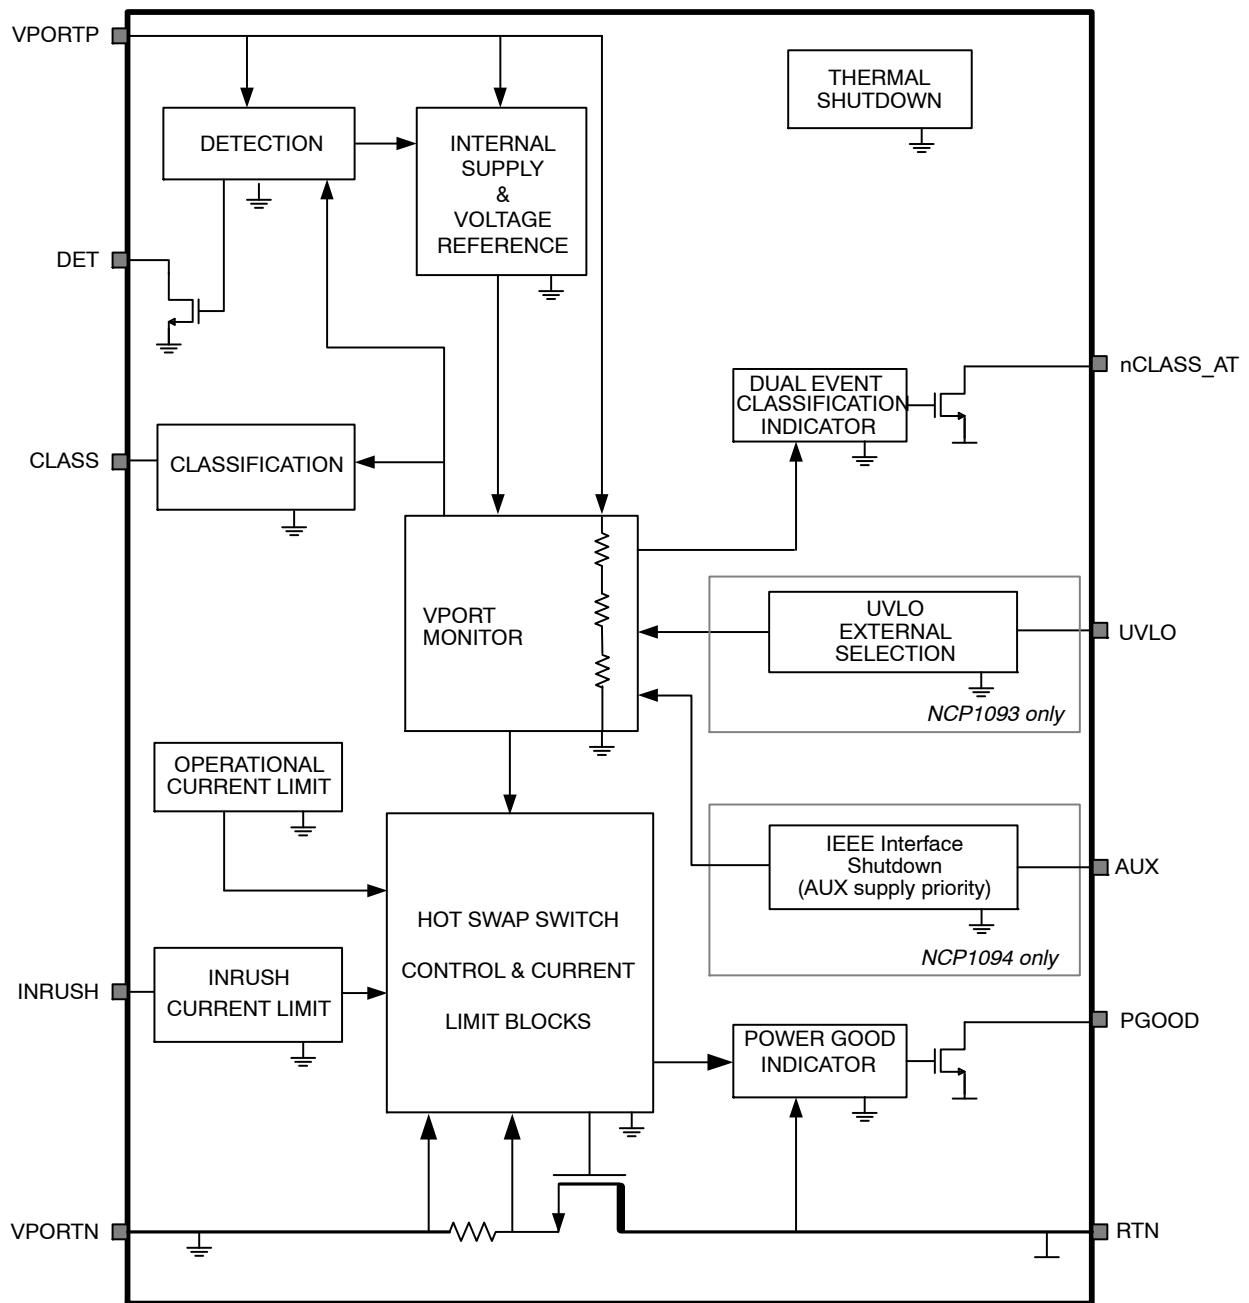 VPORTP
THERMAL
SHUTDOWN
DETECTION
INTERNAL
SUPPLY
&
VOLTAGE
REFERENCE
DET
nCLASS_AT
DUAL EVENT
CLASSIFICATION
INDICATOR
CLASS
CLASSIFICATION
VPORT
MONITOR
UVLO
EXTERNAL
SELECTION
UVLO
NCP1093 only
OPERATIONAL
CURRENT LIMIT
IEEE Interface
Shutdown
(AUX supply priority)
AUX
NCP1094 only
HOT SWAP SWITCH
CONTROL & CURRENT
LIMIT BLOCKS
INRUSH
INRUSH
CURRENT LIMIT
PGOOD
POWER GOOD
INDICATOR
VPORTN
RTN